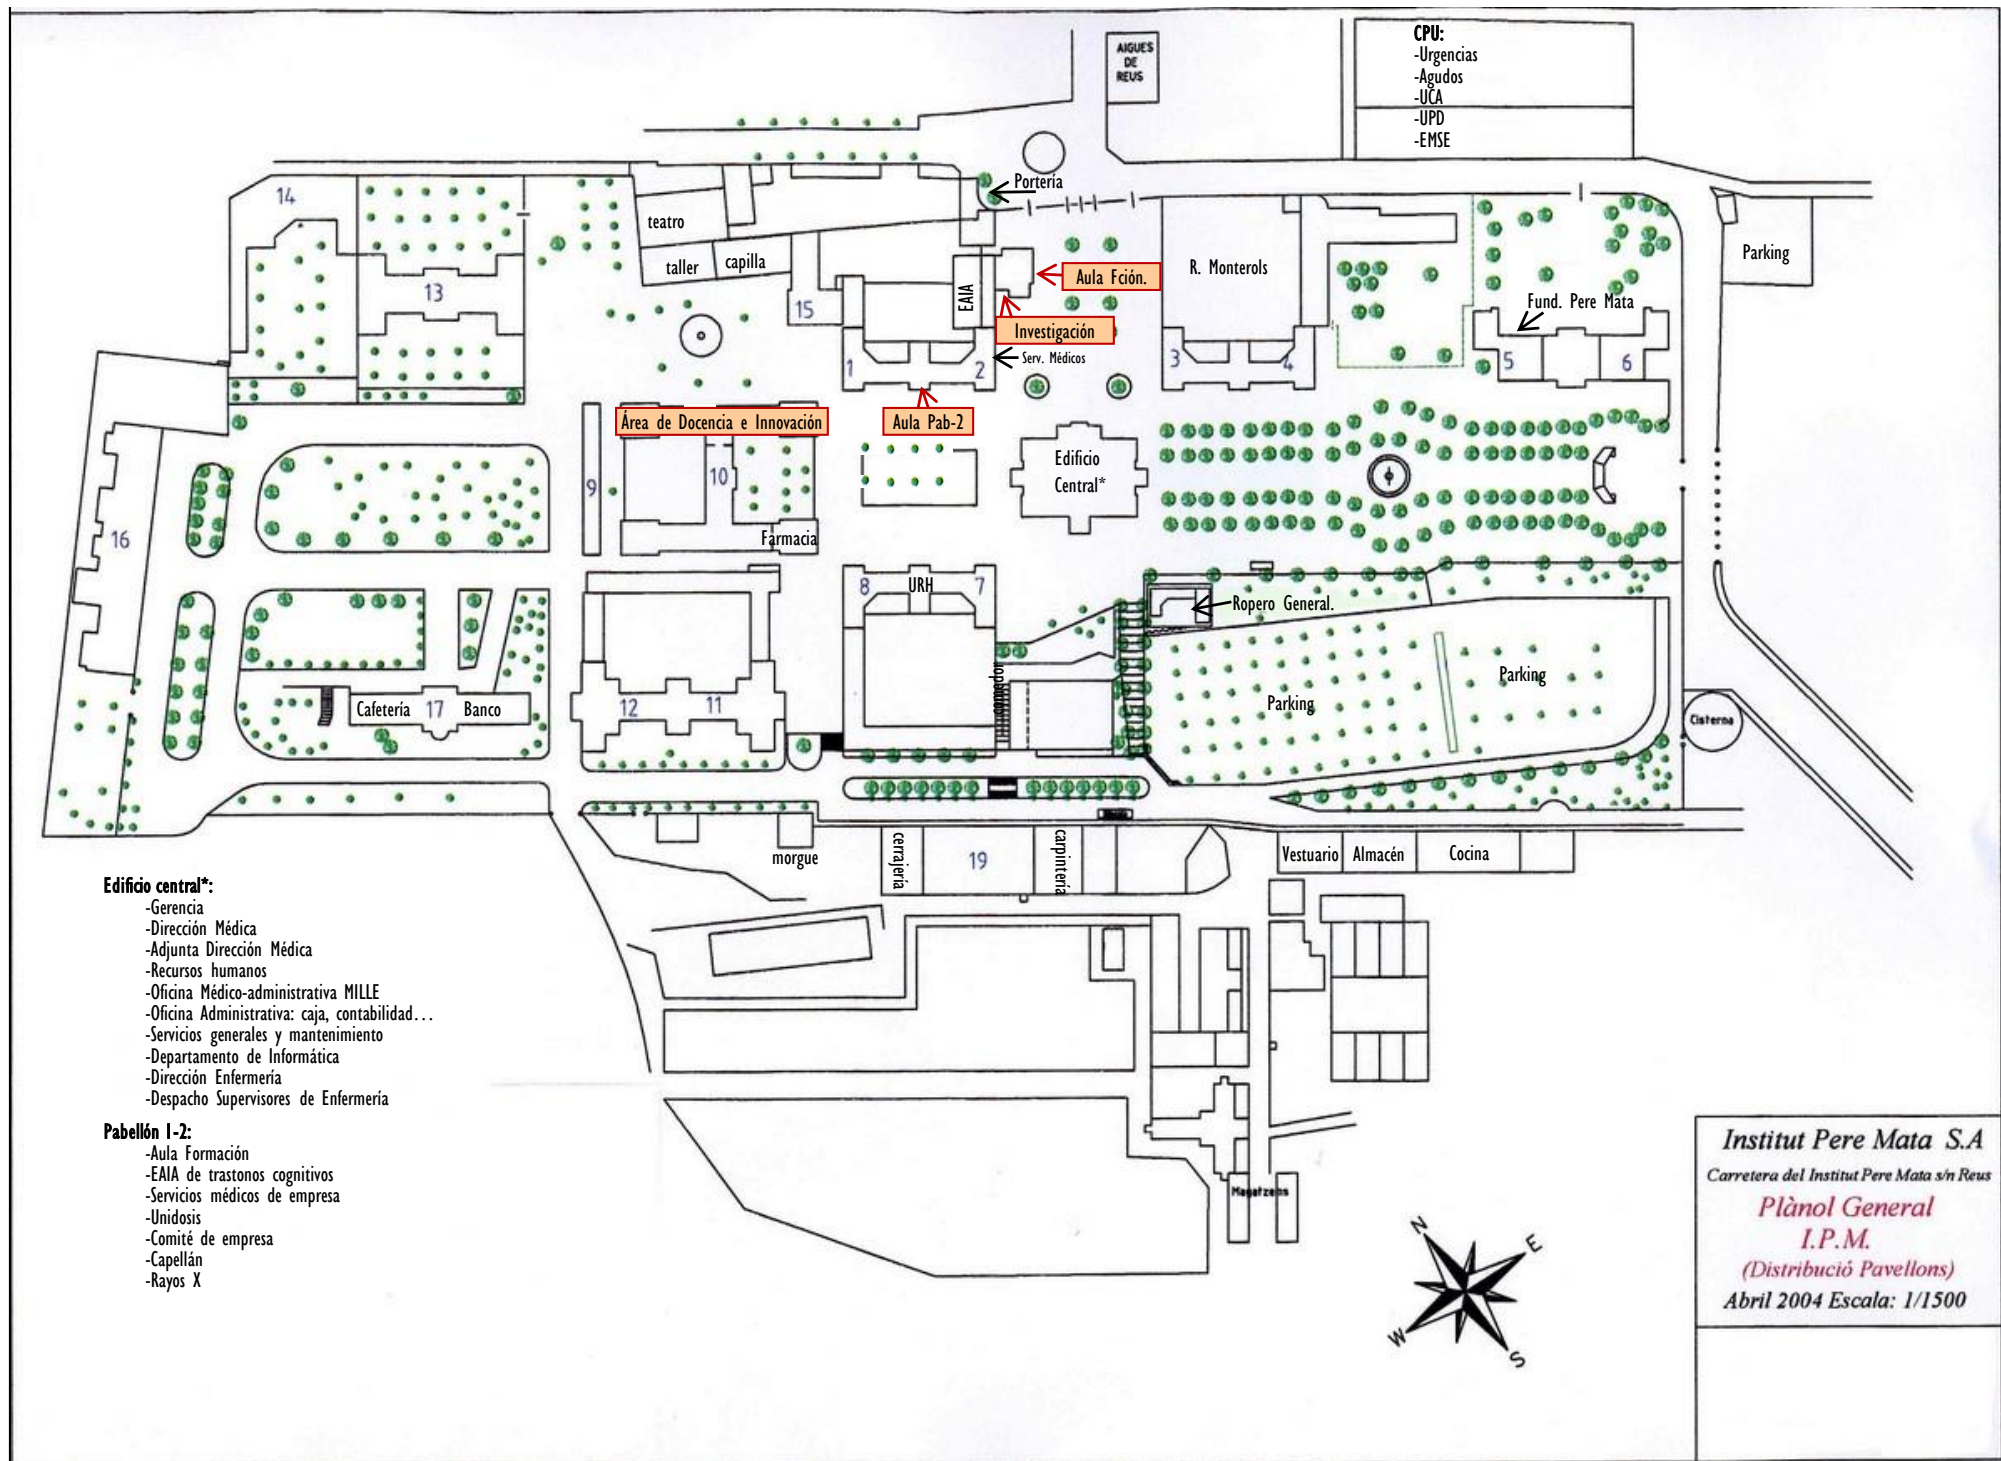 AIGUES
DE
REUS
CPU:
-Urgencias
-Agudos
-UCA
-UPD
-EMSE
14
Portería
teatro
taller
capilla
R. Monterols
Parking
13
15
EAIA
Aula Fción.
Investigación
Fund. Pere Mata
1
2
Serv. Médicos
3
4
5
6
Área de Docencia e Innovación
Aula Pab-2
Edificio
Central*
9
10
16
Farmacia
8
URH
7
Ropero General.
comedor
Parking
Parking
Cafetería
17
Banco
12
11
Cisterna
morgue
cerrajería
19
carpintería
Vestuario
Almacén
Cocina
Edificio central*:
-Gerencia
-Dirección Médica
-Adjunta Dirección Médica
-Recursos humanos
-Oficina Médico-administrativa MILLE
-Oficina Administrativa: caja, contabilidad...
-Servicios generales y mantenimiento
-Departamento de Informática
-Dirección Enfermería
-Despacho Supervisores de Enfermería
Pabellón 1-2:
-Aula Formación
-EAIA de trastonos cognitivos
-Servicios médicos de empresa
-Unidosis
-Comité de empresa
-Capellán
-Rayos X
Magatzems
N
E
W
S
Institut Pere Mata S.A
Carretera del Institut Pere Mata s/n Reus
Plànol General
I.P.M.
(Distribució Pavellons)
Abril 2004 Escala: 1/1500